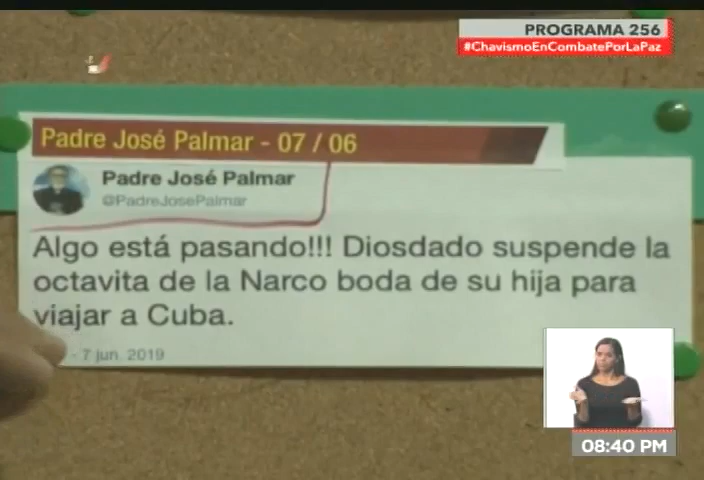 PROGRAMA 256
#ChavismoEnCombatePorLaPaz
Padre José Palmar - 07 / 06
Padre José Palmar
@PadreJosePalmar
Algo está pasando!!! Diosdado suspende la
octavita de la Narco boda de su hija para
viajar a Cuba.
- 7 jun. 2019
08:40 PM